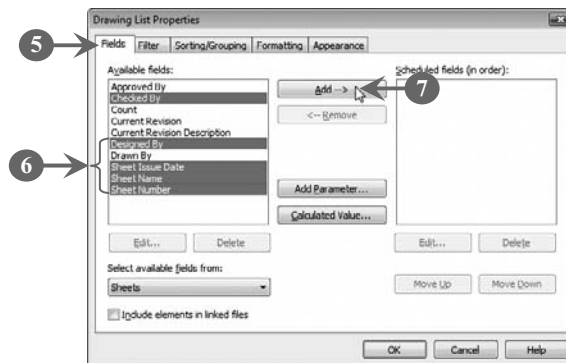 Drawing List Properties
5
Fields Filter Sorting/Grouping Formatting Appearance
Available fields:
Scheduled fields (in order):
Approved By
Checked By
Count
Current Revision
Current Revision Description
Designed By
Drawn By
Sheet Issue Date
Sheet Name
Sheet Number
6
Add -->
7
<-- Remove
Add Parameter...
Calculated Value...
Edit... Delete
Edit... Delete
Select available fields from:
Sheets
Move Up Move Down
Include elements in linked files
OK Cancel Help